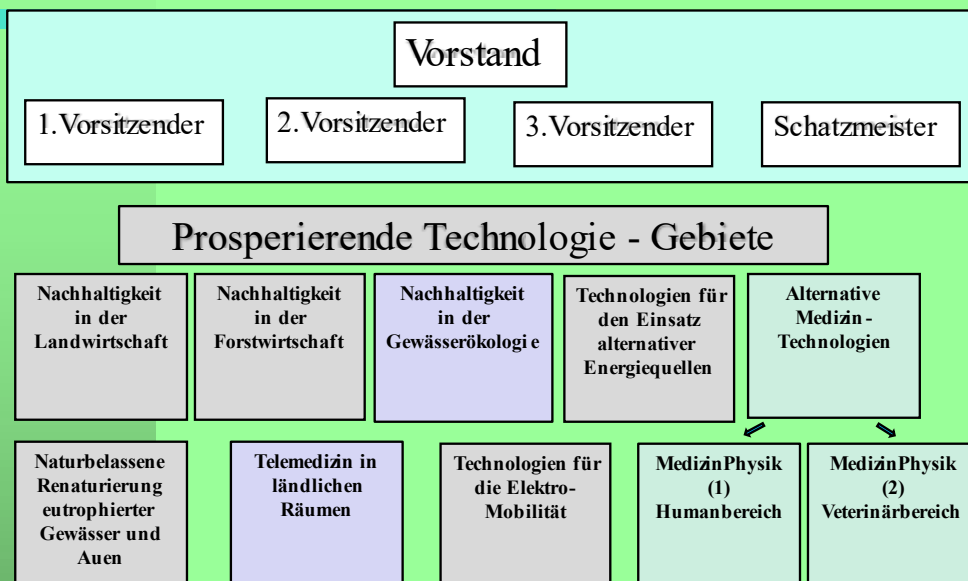 Vorstand
1.Vorsitzender
2.Vorsitzender
3.Vorsitzender
Schatzmeister
Prosperierende Technologie - Gebiete
Nachhaltigkeit
in der
Landwirtschaft
Nachhaltigkeit
in der
Forstwirtschaft
Nachhaltigkeit
in der
Gewässerökologie
Technologien für
den Einsatz
alternativer
Energiequellen
Alternative
Medizin -
Technologien
Naturbelassene
Renaturierung
eutrophierter
Gewässer und
Auen
Telemedizin in
ländlichen
Räumen
Technologien für
die Elektro-
Mobilität
MedizinPhysik
(1)
Humanbereich
MedizinPhysik
(2)
Veterinärbereich